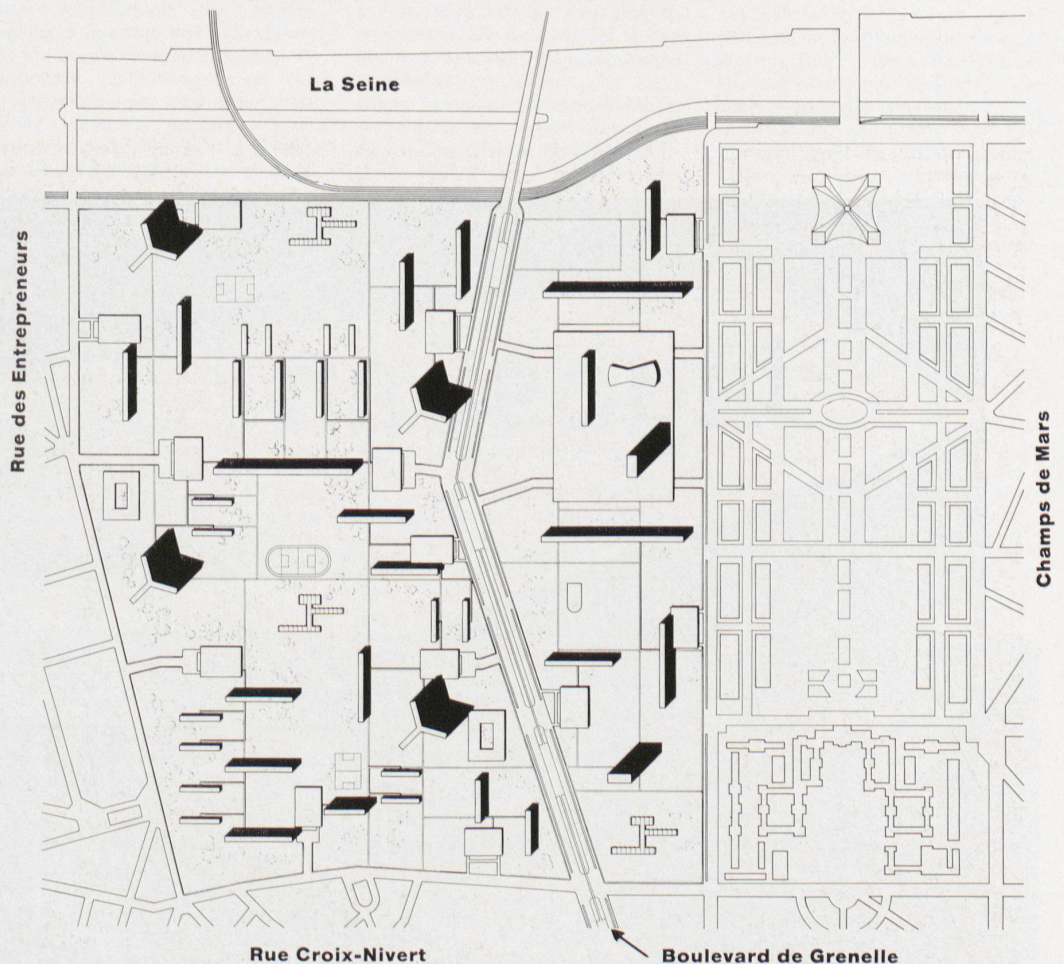 La Seine
Rue des Entrepreneurs
Champs de Mars
Rue Croix-Nivert
Boulevard de Grenelle